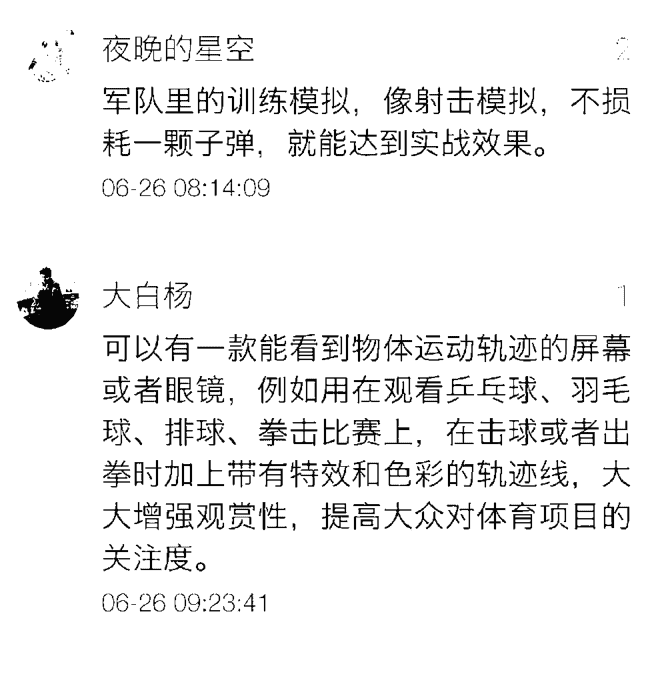 夜晚的星空
2
军队里的训练模拟，像射击模拟，不损
耗一颗子弹，就能达到实战效果。
06-26 08:14:09
大白杨
1
可以有一款能看到物体运动轨迹的屏幕
或者眼镜，例如用在观看乒乓球、羽毛
球、排球、拳击比赛上，在击球或者出
拳时加上带有特效和色彩的轨迹线，大
大增强观赏性，提高大众对体育项目的
关注度。
06-26 09:23:41